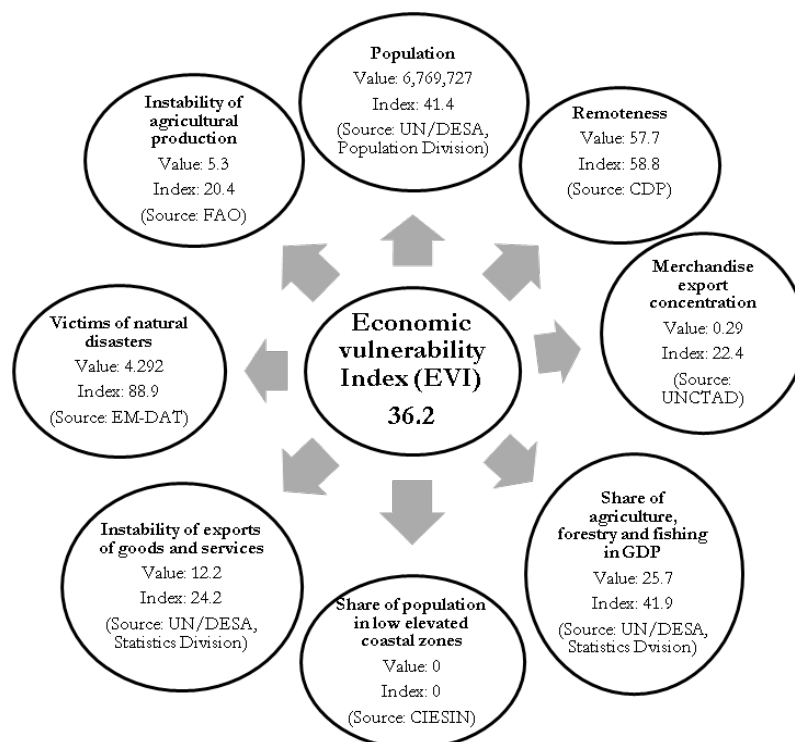 Population
Value: 6,769,727
Index: 41.4
(Source: UN/DESA,
Population Division)
Remoteness
Value: 57.7
Index: 58.8
(Source: CDP)
Merchandise
export
concentration
Value: 0.29
Index: 22.4
(Source:
UNCTAD)
Share of
agriculture,
forestry and fishing
in GDP
Value: 25.7
Index: 41.9
(Source: UN/DESA,
Statistics Dvision)
Share of population
in low elevated
coastal zones
Value: 0
Index: 0
(Source: CIESIN)
Instability of exports
of goods and services
Value: 12.2
Index: 24.2
(Source: UN/DESA,
Statistics Division)
Victims of natural
disasters
Value: 4.292
Index: 88.9
(Source: EM-DAT)
Instability of
agricultural
production
Value: 5.3
Index: 20.4
(Source: FAO)
Economic
vulnerability
Index (EVI)
36.2